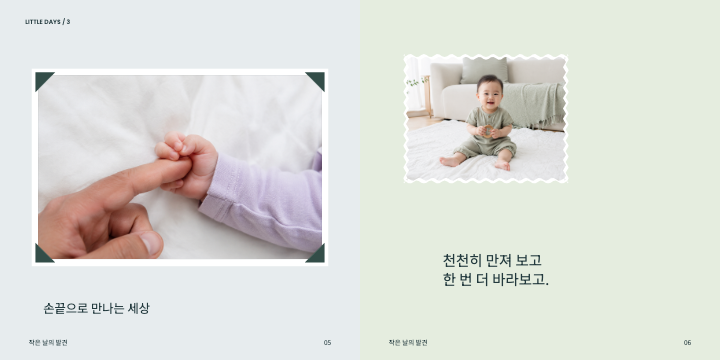 LITTLE DAYS / 3
손끝으로 만나는 세상
작은 날의 발견
05
천천히 만져 보고
한 번 더 바라보고.
작은 날의 발견
06